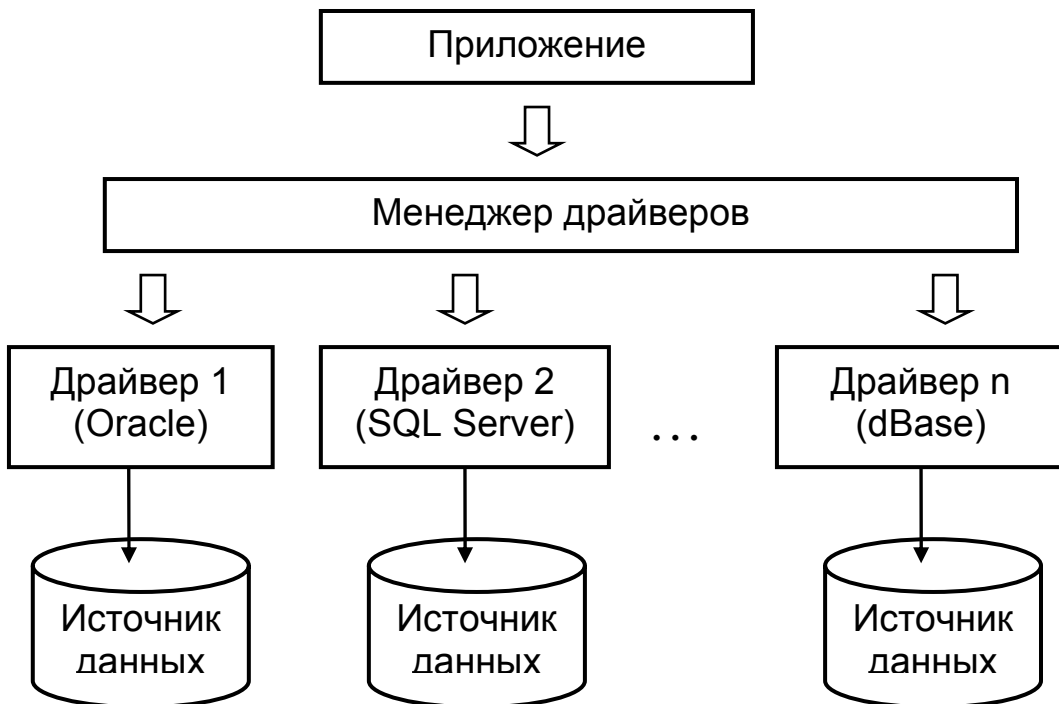 Приложение
Менеджер драйверов
Драйвер 1
(Oracle)
Драйвер 2
(SQL Server)
...
Драйвер n
(dBase)
Источник
данных
Источник
данных
Источник
данных